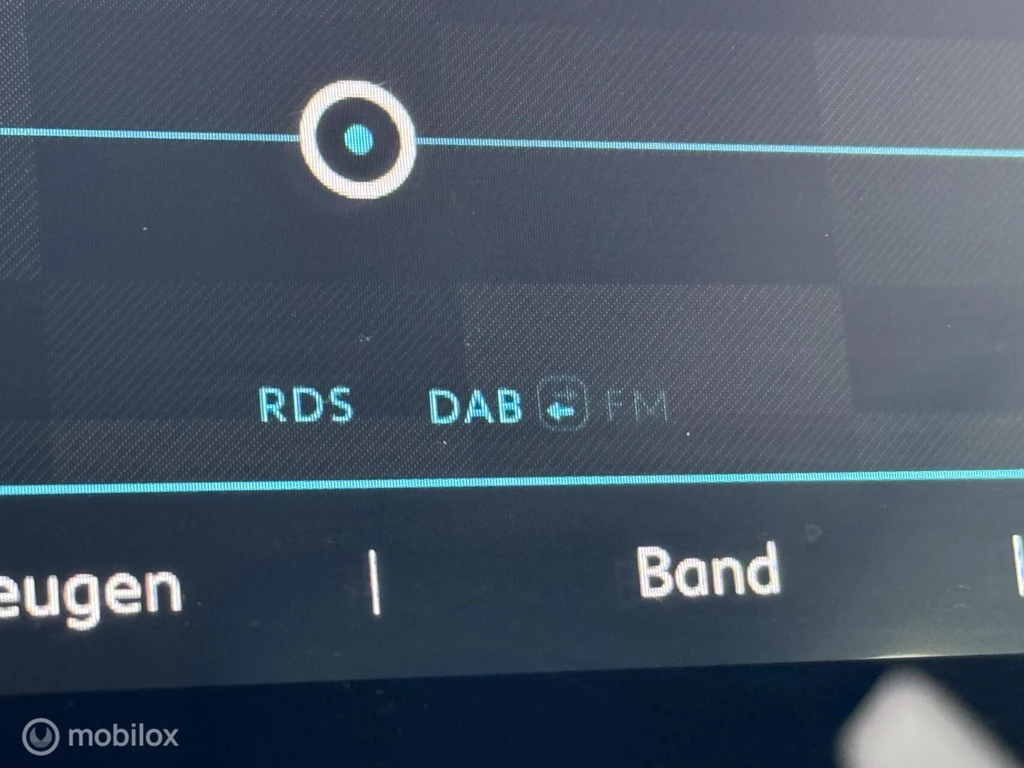 RDS DAB FM
eugen | Band
mobilox